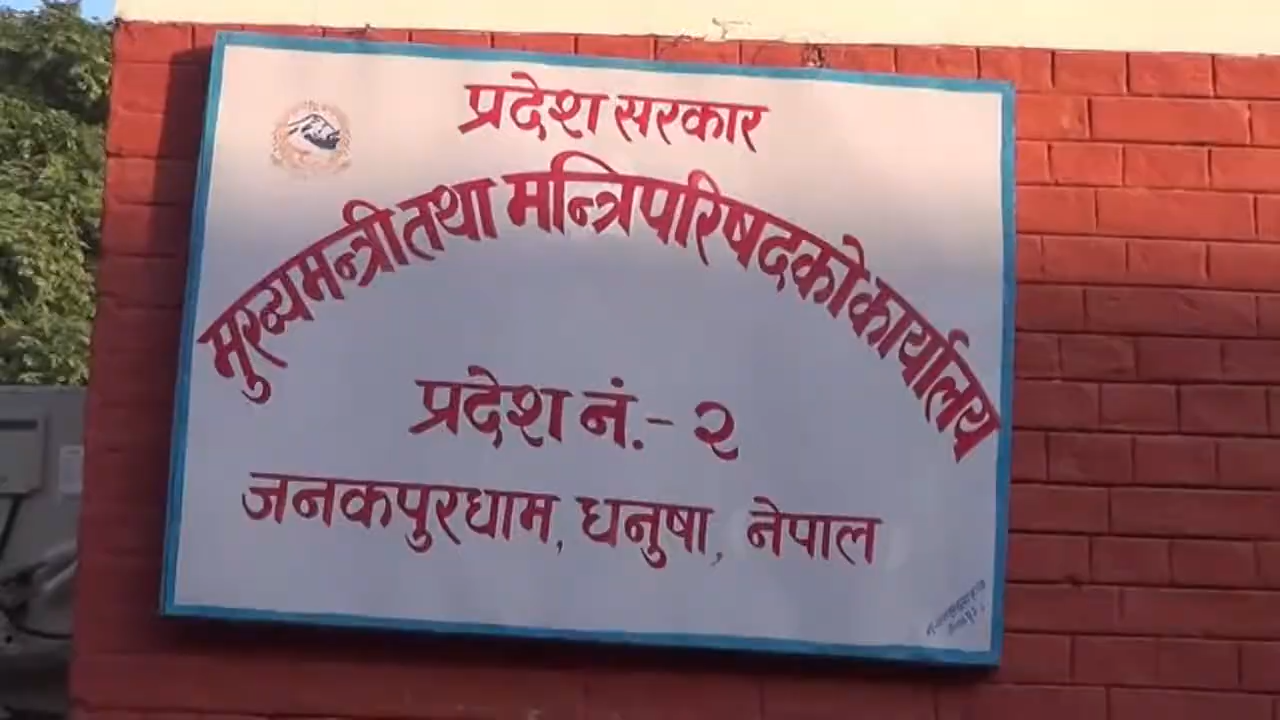 प्रदेश सरकार
मुख्यमन्त्री तथा मन्त्रिपरिषदको कार्यालय
प्रदेश नं.- २
जनकपुरधाम, धनुषा, नेपाल